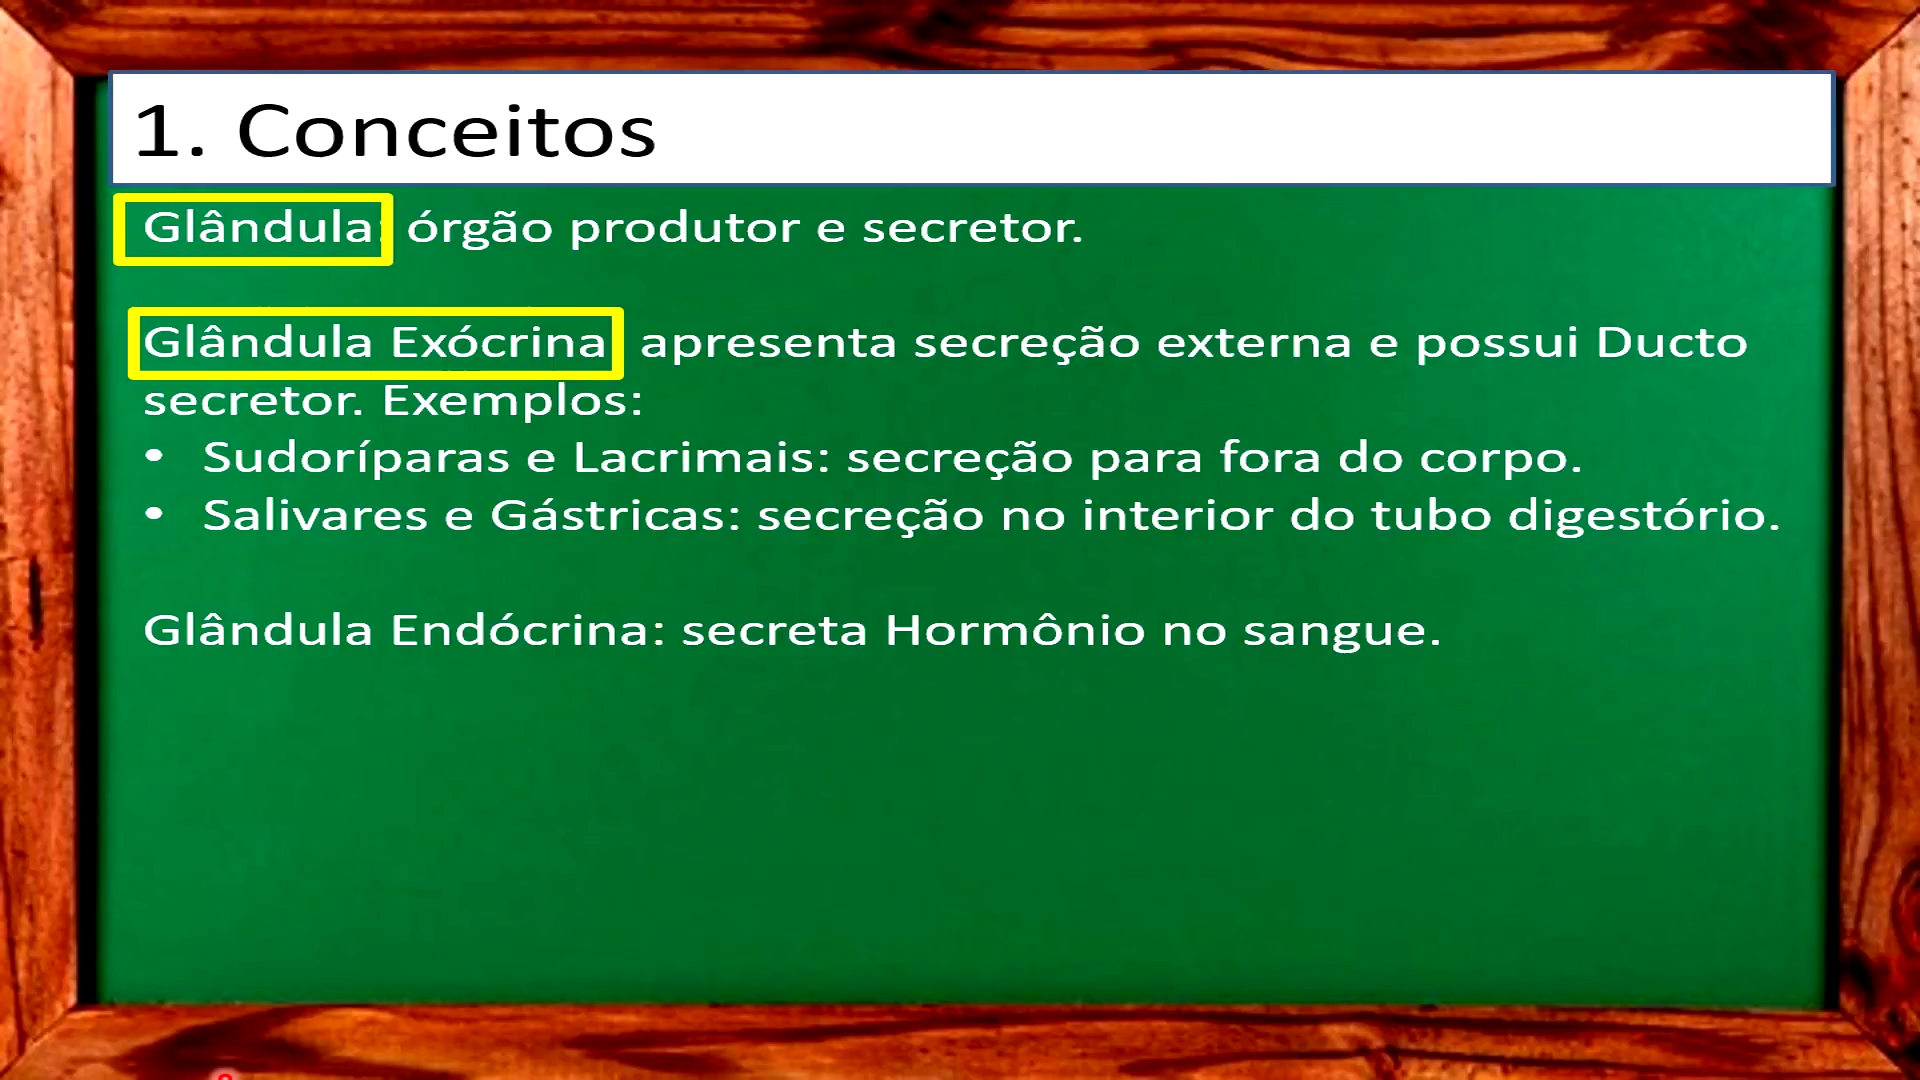 1. Conceitos
Glândula: órgão produtor e secretor.
Glândula Exócrina: apresenta secreção externa e possui Ducto
secretor. Exemplos:
• Sudoríparas e Lacrimais: secreção para fora do corpo.
• Salivares e Gástricas: secreção no interior do tubo digestório.
Glândula Endócrina: secreta Hormônio no sangue.